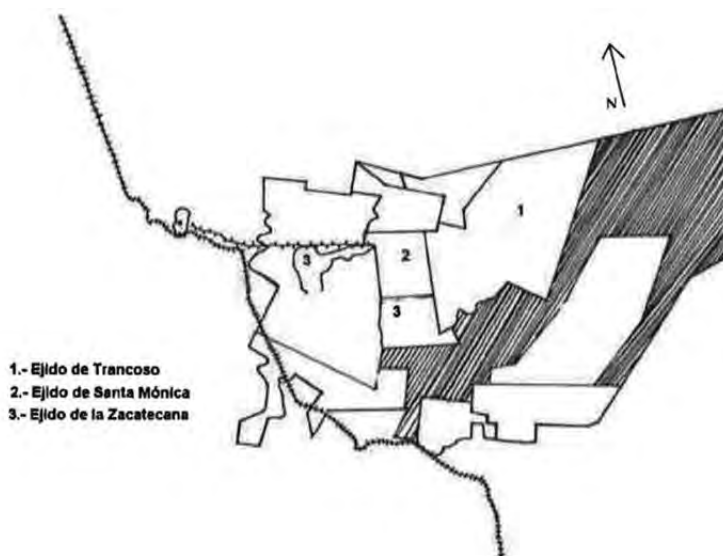 N
1
2
3
3
1.- Ejido de Trancoso
2.- Ejido de Santa Mónica
3.- Ejido de la Zacatecana